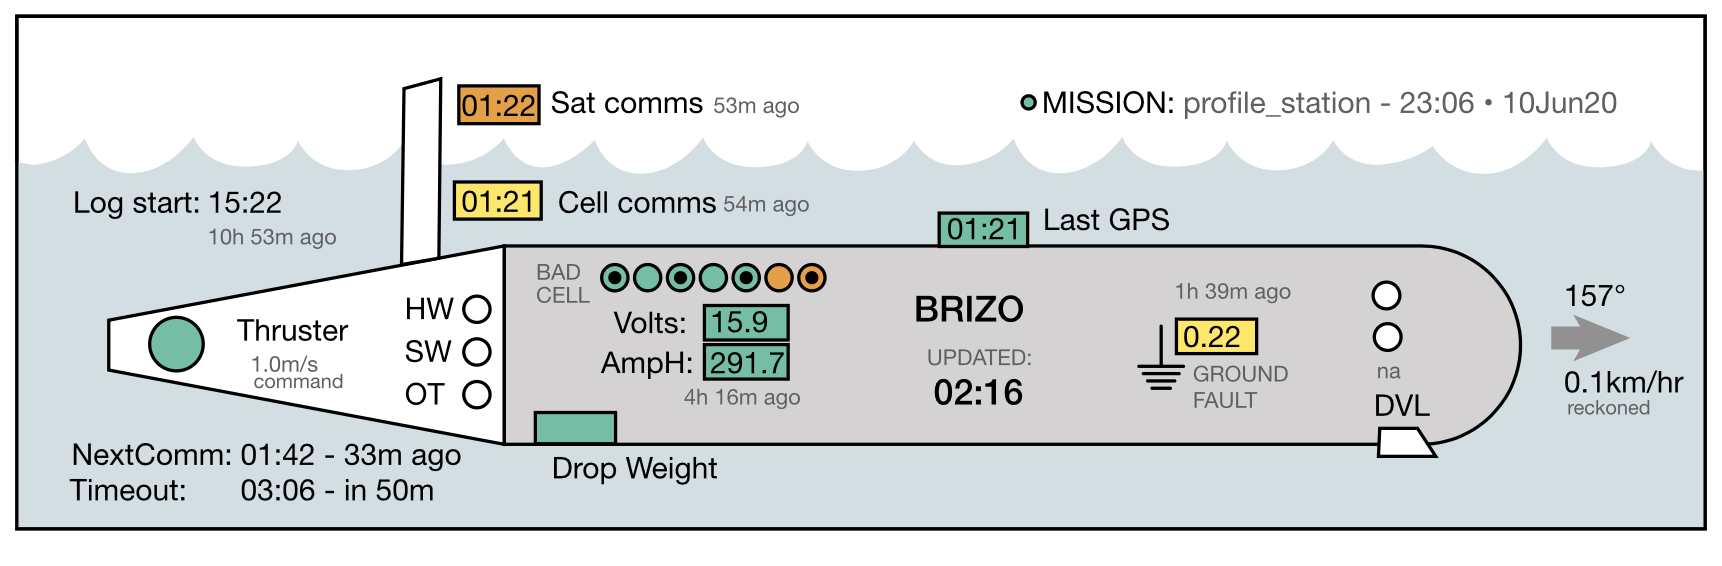 01:22 Sat comms 53m ago
MISSION: profile_station - 23:06 • 10Jun20
Log start: 15:22
10h 53m ago
01:21 Cell comms 54m ago
01:21 Last GPS
BAD
CELL
Volts: 15.9
AmpH: 291.7
4h 16m ago
Thruster
1.0m/s
command
HW
SW
OT
BRIZO
UPDATED:
02:16
1h 39m ago
0.22
GROUND
FAULT
na
DVL
157°
0.1km/hr
reckoned
NextComm: 01:42 - 33m ago
Timeout: 03:06 - in 50m
Drop Weight